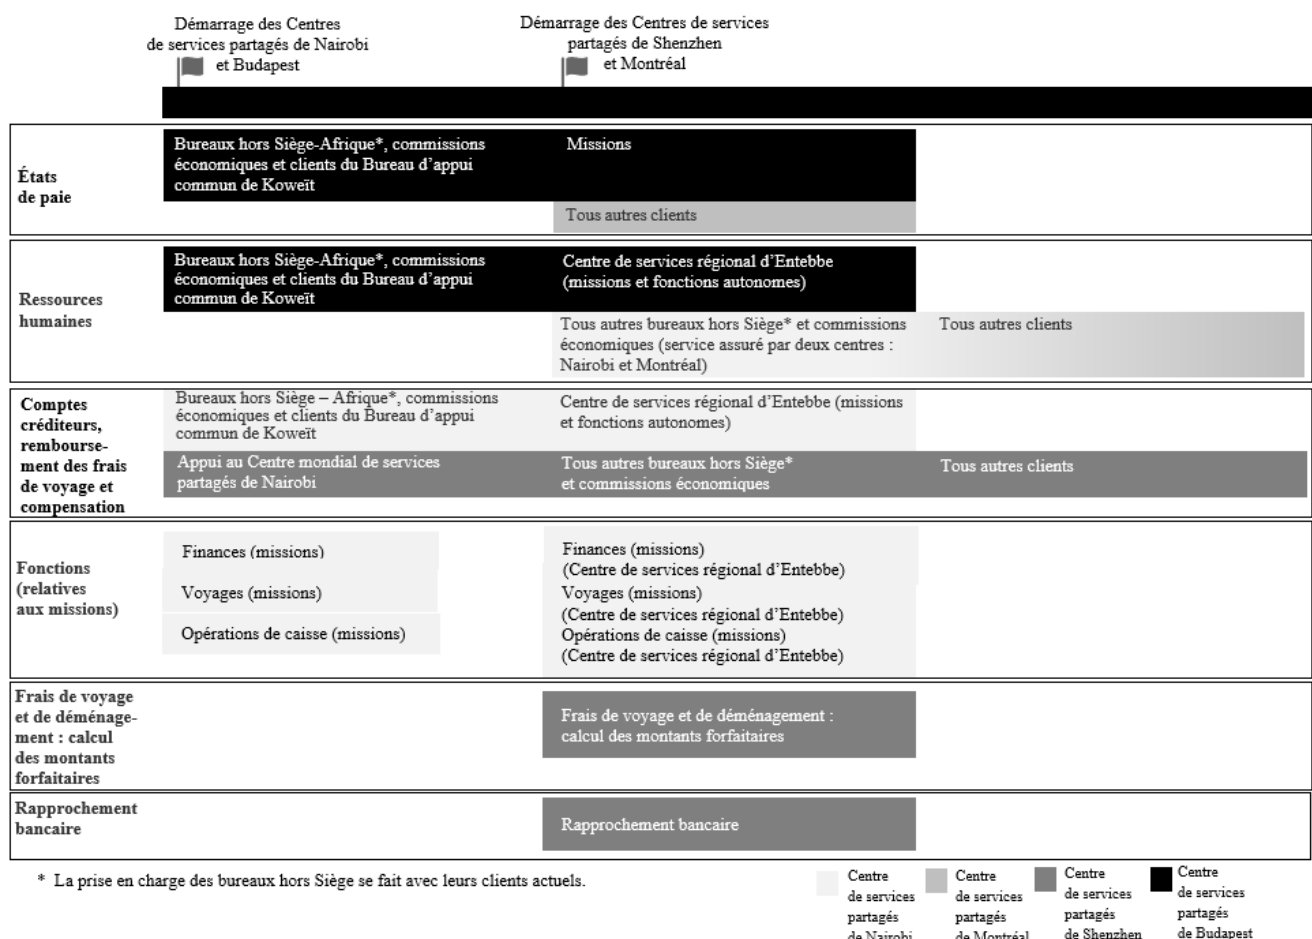 Démarrage des Centres
de services partagés de Nairobi
et Budapest
Démarrage des Centres de services
partagés de Shenzhen
et Montréal
États
de paie
Bureaux hors Siège-Afrique*, commissions
économiques et clients du Bureau d’appui
commun de Koweït
Missions
Tous autres clients
Ressources
humaines
Bureaux hors Siège-Afrique*, commissions
économiques et clients du Bureau d’appui
commun de Koweït
Centre de services régional d’Entebbe
(missions et fonctions autonomes)
Tous autres bureaux hors Siège* et commissions
économiques (service assuré par deux centres :
Nairobi et Montréal)
Tous autres clients
Comptes
créditeurs,
rembourse-
ment des frais
de voyage et
compensation
Bureaux hors Siège – Afrique*, commissions
économiques et clients du Bureau d’appui
commun de Koweït
Centre de services régional d’Entebbe (missions
et fonctions autonomes)
Appui au Centre mondial de services
partagés de Nairobi
Tous autres bureaux hors Siège*
et commissions économiques
Tous autres clients
Fonctions
(relatives
aux missions)
Finances (missions)
Voyages (missions)
Opérations de caisse (missions)
Finances (missions)
(Centre de services régional d’Entebbe)
Voyages (missions)
(Centre de services régional d’Entebbe)
Opérations de caisse (missions)
(Centre de services régional d’Entebbe)
Frais de voyage
et de déménage-
ment : calcul
des montants
forfaitaires
Frais de voyage et de déménagement :
calcul des montants forfaitaires
Rapprochement
bancaire
Rapprochement bancaire
* La prise en charge des bureaux hors Siège se fait avec leurs clients actuels.
Centre
de services
partagés
de Nairobi
Centre
de services
partagés
de Montréal
Centre
de services
partagés
de Shenzhen
Centre
de services
partagés
de Budapest